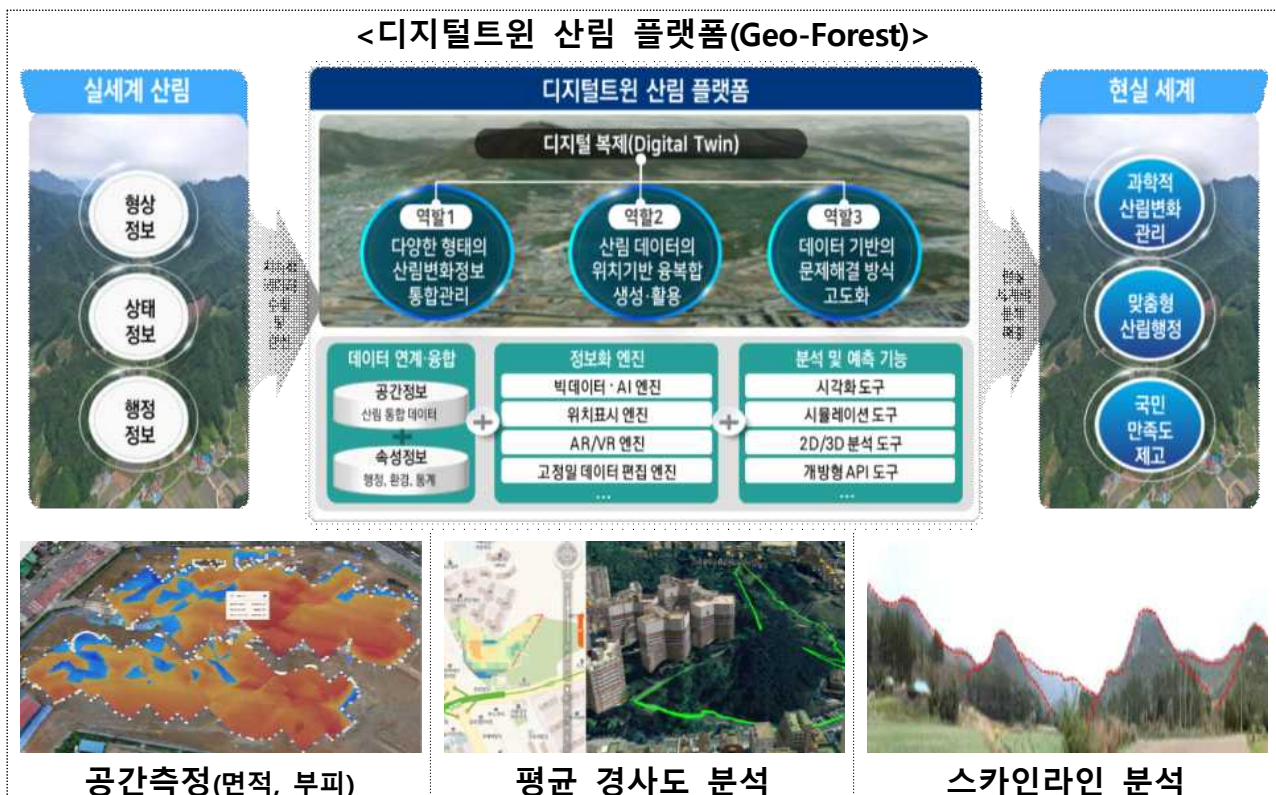 <디지털트윈 산림 플랫폼(Geo-Forest)>
실세계 산림
형상
정보
상태
정보
행정
정보
디지털트윈 산림 플랫폼
디지털 복제(Digital Twin)
역할1
다양한 형태의
산림변화정보
통합관리
역할2
산림 데이터의
위치기반 융복합
생성·활용
역할3
데이터 기반의
문제해결 방식
고도화
데이터 연계·융합
공간정보
산림 통합 데이터
+
속성정보
행정, 환경, 통계
+
정보화 엔진
빅데이터 · AI 엔진
위치표시 엔진
AR/VR 엔진
고정밀 데이터 편집 엔진
...
+
분석 및 예측 기능
시각화 도구
시뮬레이션 도구
2D/3D 분석 도구
개방형 API 도구
...
현실 세계
과학적
산림변화
관리
맞춤형
산림행정
국민
만족도
제고
공간측정(면적, 부피)
평균 경사도 분석
스카인라인 분석